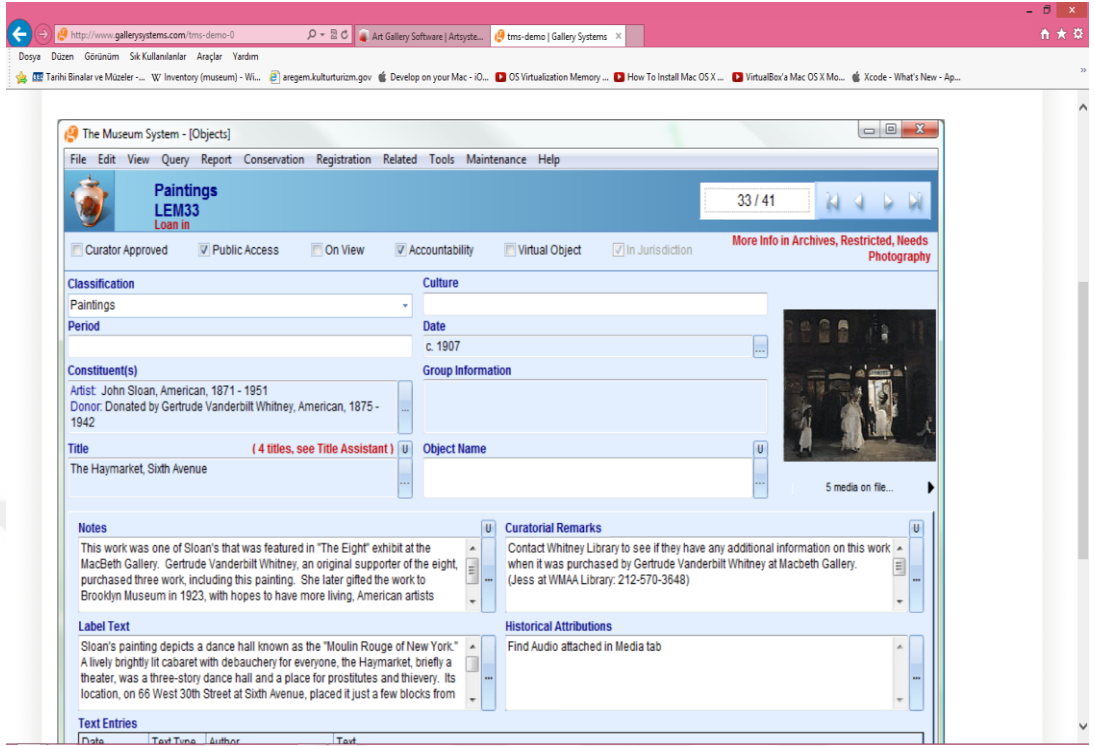 http://www.gallerysystems.com/tms-demo-0
Art Gallery Software | Artsyste...
tms-demo | Gallery Systems
Dosya Düzen Görünüm Sık Kullanılanlar Araçlar Yardım
Tarihi Binalar ve Müzeler -... W Inventory (museum) - Wi... aregem.kulturturizm.gov Develop on your Mac - iO... OS Virtualization Memory ... How To Install Mac OS X ... VirtualBox'a Mac OS X Mo... Xcode - What's New - Ap...
The Museum System - [Objects]
File Edit View Query Report Conservation Registration Related Tools Maintenance Help
Paintings
LEM33
Loan in
33 / 41
Curator Approved Public Access On View Accountability Virtual Object In Jurisdiction
More Info in Archives, Restricted, Needs
Photography
Classification
Paintings
Culture
Period
Date
c. 1907
Constituent(s)
Artist: John Sloan, American, 1871 - 1951
Donor: Donated by Gertrude Vanderbilt Whitney, American, 1875 -
1942
Group Information
Title ( 4 titles, see Title Assistant ) U
The Haymarket, Sixth Avenue
Object Name U
5 media on file...
Notes U
This work was one of Sloan's that was featured in "The Eight" exhibit at the
MacBeth Gallery. Gertrude Vanderbilt Whitney, an original supporter of the eight,
purchased three work, including this painting. She later gifted the work to
Brooklyn Museum in 1923, with hopes to have more living, American artists
Curatorial Remarks U
Contact Whitney Library to see if they have any additional information on this work
when it was purchased by Gertrude Vanderbilt Whitney at Macbeth Gallery.
(Jess at WMAA Library: 212-570-3648)
Label Text
Sloan's painting depicts a dance hall known as the "Moulin Rouge of New York."
A lively brightly lit cabaret with debauchery for everyone, the Haymarket, briefly a
theater, was a three-story dance hall and a place for prostitutes and thievery. Its
location, on 66 West 30th Street at Sixth Avenue, placed it just a few blocks from
Historical Attributions
Find Audio attached in Media tab
Text Entries
Date Text Type Author Text